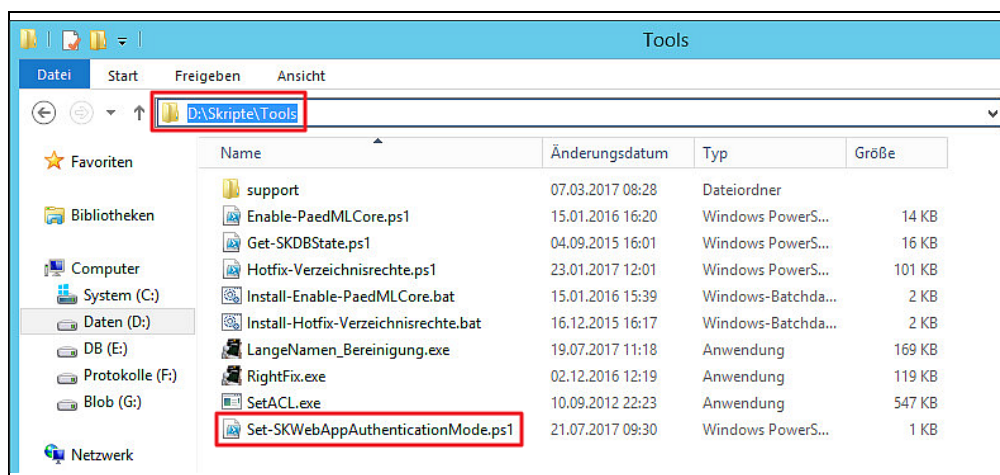 Tools
Datei Start Freigeben Ansicht
D:\Skripte\Tools
Name Änderungsdatum Typ Größe
Favoriten
Bibliotheken
Computer
System (C:)
Daten (D:)
DB (E:)
Protokolle (F:)
Blob (G:)
Netzwerk
support 07.03.2017 08:28 Dateiordner
Enable-PaedMLCore.ps1 15.01.2016 16:20 Windows PowerS... 14 KB
Get-SKDBState.ps1 04.09.2015 16:01 Windows PowerS... 16 KB
Hotfix-Verzeichnisrechte.ps1 23.01.2017 12:01 Windows PowerS... 101 KB
Install-Enable-PaedMLCore.bat 15.01.2016 15:39 Windows-Batchda... 2 KB
Install-Hotfix-Verzeichnisrechte.bat 16.12.2015 16:17 Windows-Batchda... 2 KB
LangeNamen_Bereinigung.exe 19.07.2017 11:18 Anwendung 169 KB
RightFix.exe 02.12.2016 12:19 Anwendung 119 KB
SetACL.exe 10.09.2012 22:23 Anwendung 547 KB
Set-SKWebAppAuthenticationMode.ps1 21.07.2017 09:30 Windows PowerS... 1 KB